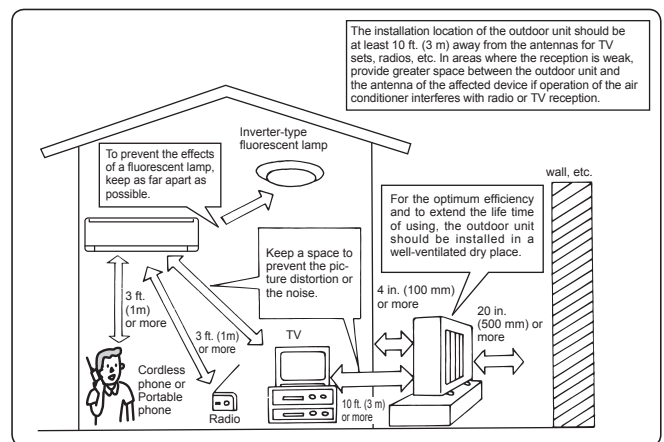 The installation location of the outdoor unit should be
at least 10 ft. (3 m) away from the antennas for TV
sets, radios, etc. In areas where the reception is weak,
provide greater space between the outdoor unit and
the antenna of the affected device if operation of the air
conditioner interferes with radio or TV reception.
Inverter-type
fluorescent lamp
To prevent the effects
of a fluorescent lamp,
keep as far apart as
possible.
wall, etc.
For the optimum efficiency
and to extend the life time
of using, the outdoor unit
should be installed in a
well-ventilated dry place.
Keep a space to
prevent the pic-
ture distortion or
the noise.
4 in. (100 mm)
or more
20 in.
(500 mm) or
more
3 ft.
(1m)
or more
3 ft. (1m)
or more
TV
Cordless
phone or
Portable
phone
Radio
10 ft. (3 m)
or more